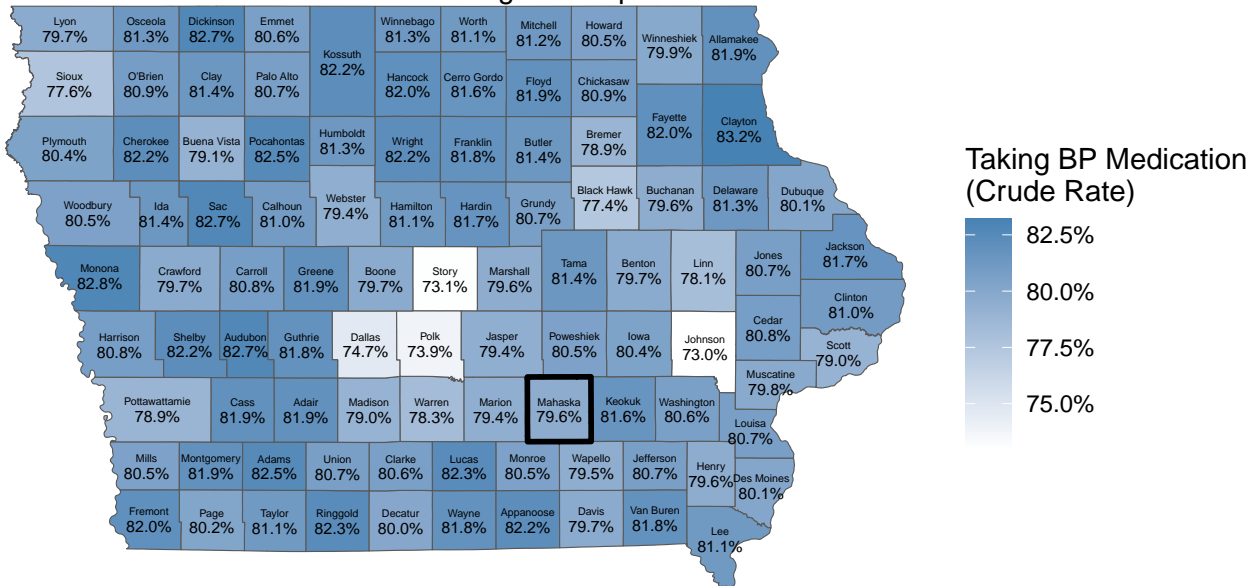 Lyon
79.7%
Osceola
81.3%
Dickinson
82.7%
Emmet
80.6%
Kossuth
82.2%
Winnebago
81.3%
Worth
81.1%
Mitchell
81.2%
Howard
80.5%
Winneshiek
79.9%
Allamakee
81.9%
Sioux
77.6%
O'Brien
80.9%
Clay
81.4%
Palo Alto
80.7%
Hancock
82.0%
Cerro Gordo
81.6%
Floyd
81.9%
Chickasaw
80.9%
Fayette
82.0%
Clayton
83.2%
Plymouth
80.4%
Cherokee
82.2%
Buena Vista
79.1%
Pocahontas
82.5%
Humboldt
81.3%
Wright
82.2%
Franklin
81.8%
Butler
81.4%
Bremer
78.9%
Woodbury
80.5%
Ida
81.4%
Sac
82.7%
Calhoun
81.0%
Webster
79.4%
Hamilton
81.1%
Hardin
81.7%
Grundy
80.7%
Black Hawk
77.4%
Buchanan
79.6%
Delaware
81.3%
Dubuque
80.1%
Monona
82.8%
Crawford
79.7%
Carroll
80.8%
Greene
81.9%
Boone
79.7%
Story
73.1%
Marshall
79.6%
Tama
81.4%
Benton
79.7%
Linn
78.1%
Jones
80.7%
Jackson
81.7%
Clinton
81.0%
Harrison
80.8%
Shelby
82.2%
Audubon
82.7%
Guthrie
81.8%
Dallas
74.7%
Polk
73.9%
Jasper
79.4%
Poweshiek
80.5%
Iowa
80.4%
Johnson
73.0%
Cedar
80.8%
Scott
79.0%
Muscatine
79.8%
Pottawattamie
78.9%
Cass
81.9%
Adair
81.9%
Madison
79.0%
Warren
78.3%
Marion
79.4%
Mahaska
79.6%
Keokuk
81.6%
Washington
80.6%
Louisa
80.7%
Mills
80.5%
Montgomery
81.9%
Adams
82.5%
Union
80.7%
Clarke
80.6%
Lucas
82.3%
Monroe
80.5%
Wapello
79.5%
Jefferson
80.7%
Henry
79.6%
Des Moines
80.1%
Fremont
82.0%
Page
80.2%
Taylor
81.1%
Ringgold
82.3%
Decatur
80.0%
Wayne
81.8%
Appanoose
82.2%
Davis
79.7%
Van Buren
81.8%
Lee
81.1%
Taking BP Medication
(Crude Rate)
82.5%
80.0%
77.5%
75.0%